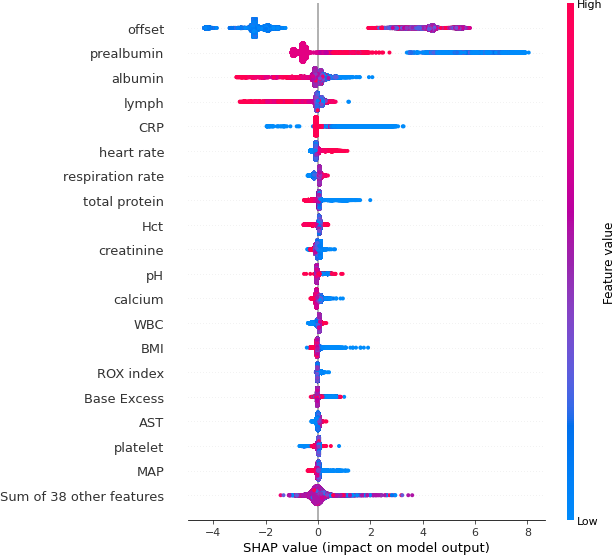 High
offset
prealbumin
albumin
lymph
CRP
heart rate
respiration rate
total protein
Hct
creatinine
pH
calcium
WBC
BMI
ROX index
Base Excess
AST
platelet
MAP
Sum of 38 other features
Feature value
Low
−4 −2 0 2 4 6 8
SHAP value (impact on model output)